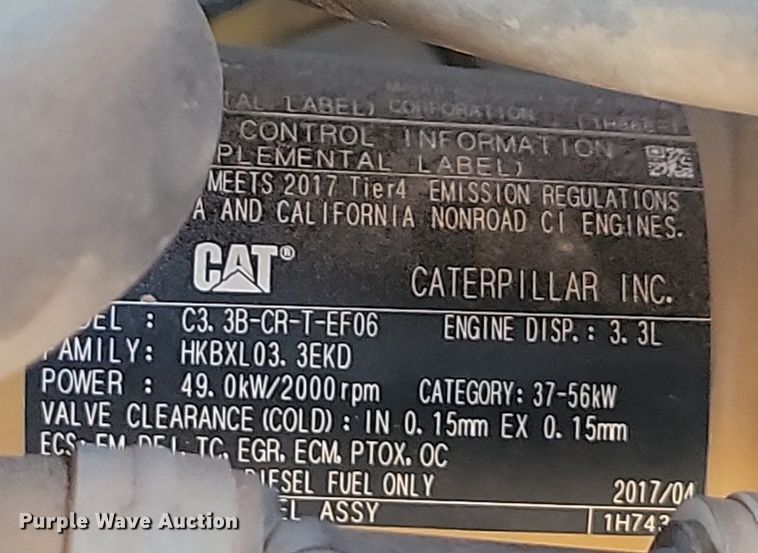 IAL LABEL) CORPORATION
CONTROL INFORMATION
PLEMENTAL LABEL)
MEETS 2017 Tier4 EMISSION REGULATIONS
A AND CALIFORNIA NONROAD CI ENGINES.
CAT® CATERPILLAR INC.
DEL : C3.3B-CR-T-EF06 ENGINE DISP.: 3.3L
FAMILY: HKBXL03.3EKD
POWER : 49.0kW/2000rpm CATEGORY: 37-56kW
VALVE CLEARANCE(COLD): IN 0.15mm EX 0.15mm
ECS: EM DFI, TC, EGR, ECM, PTOX, OC
DIESEL FUEL ONLY 2017/04
EL ASSY 1H743
Purple Wave Auction